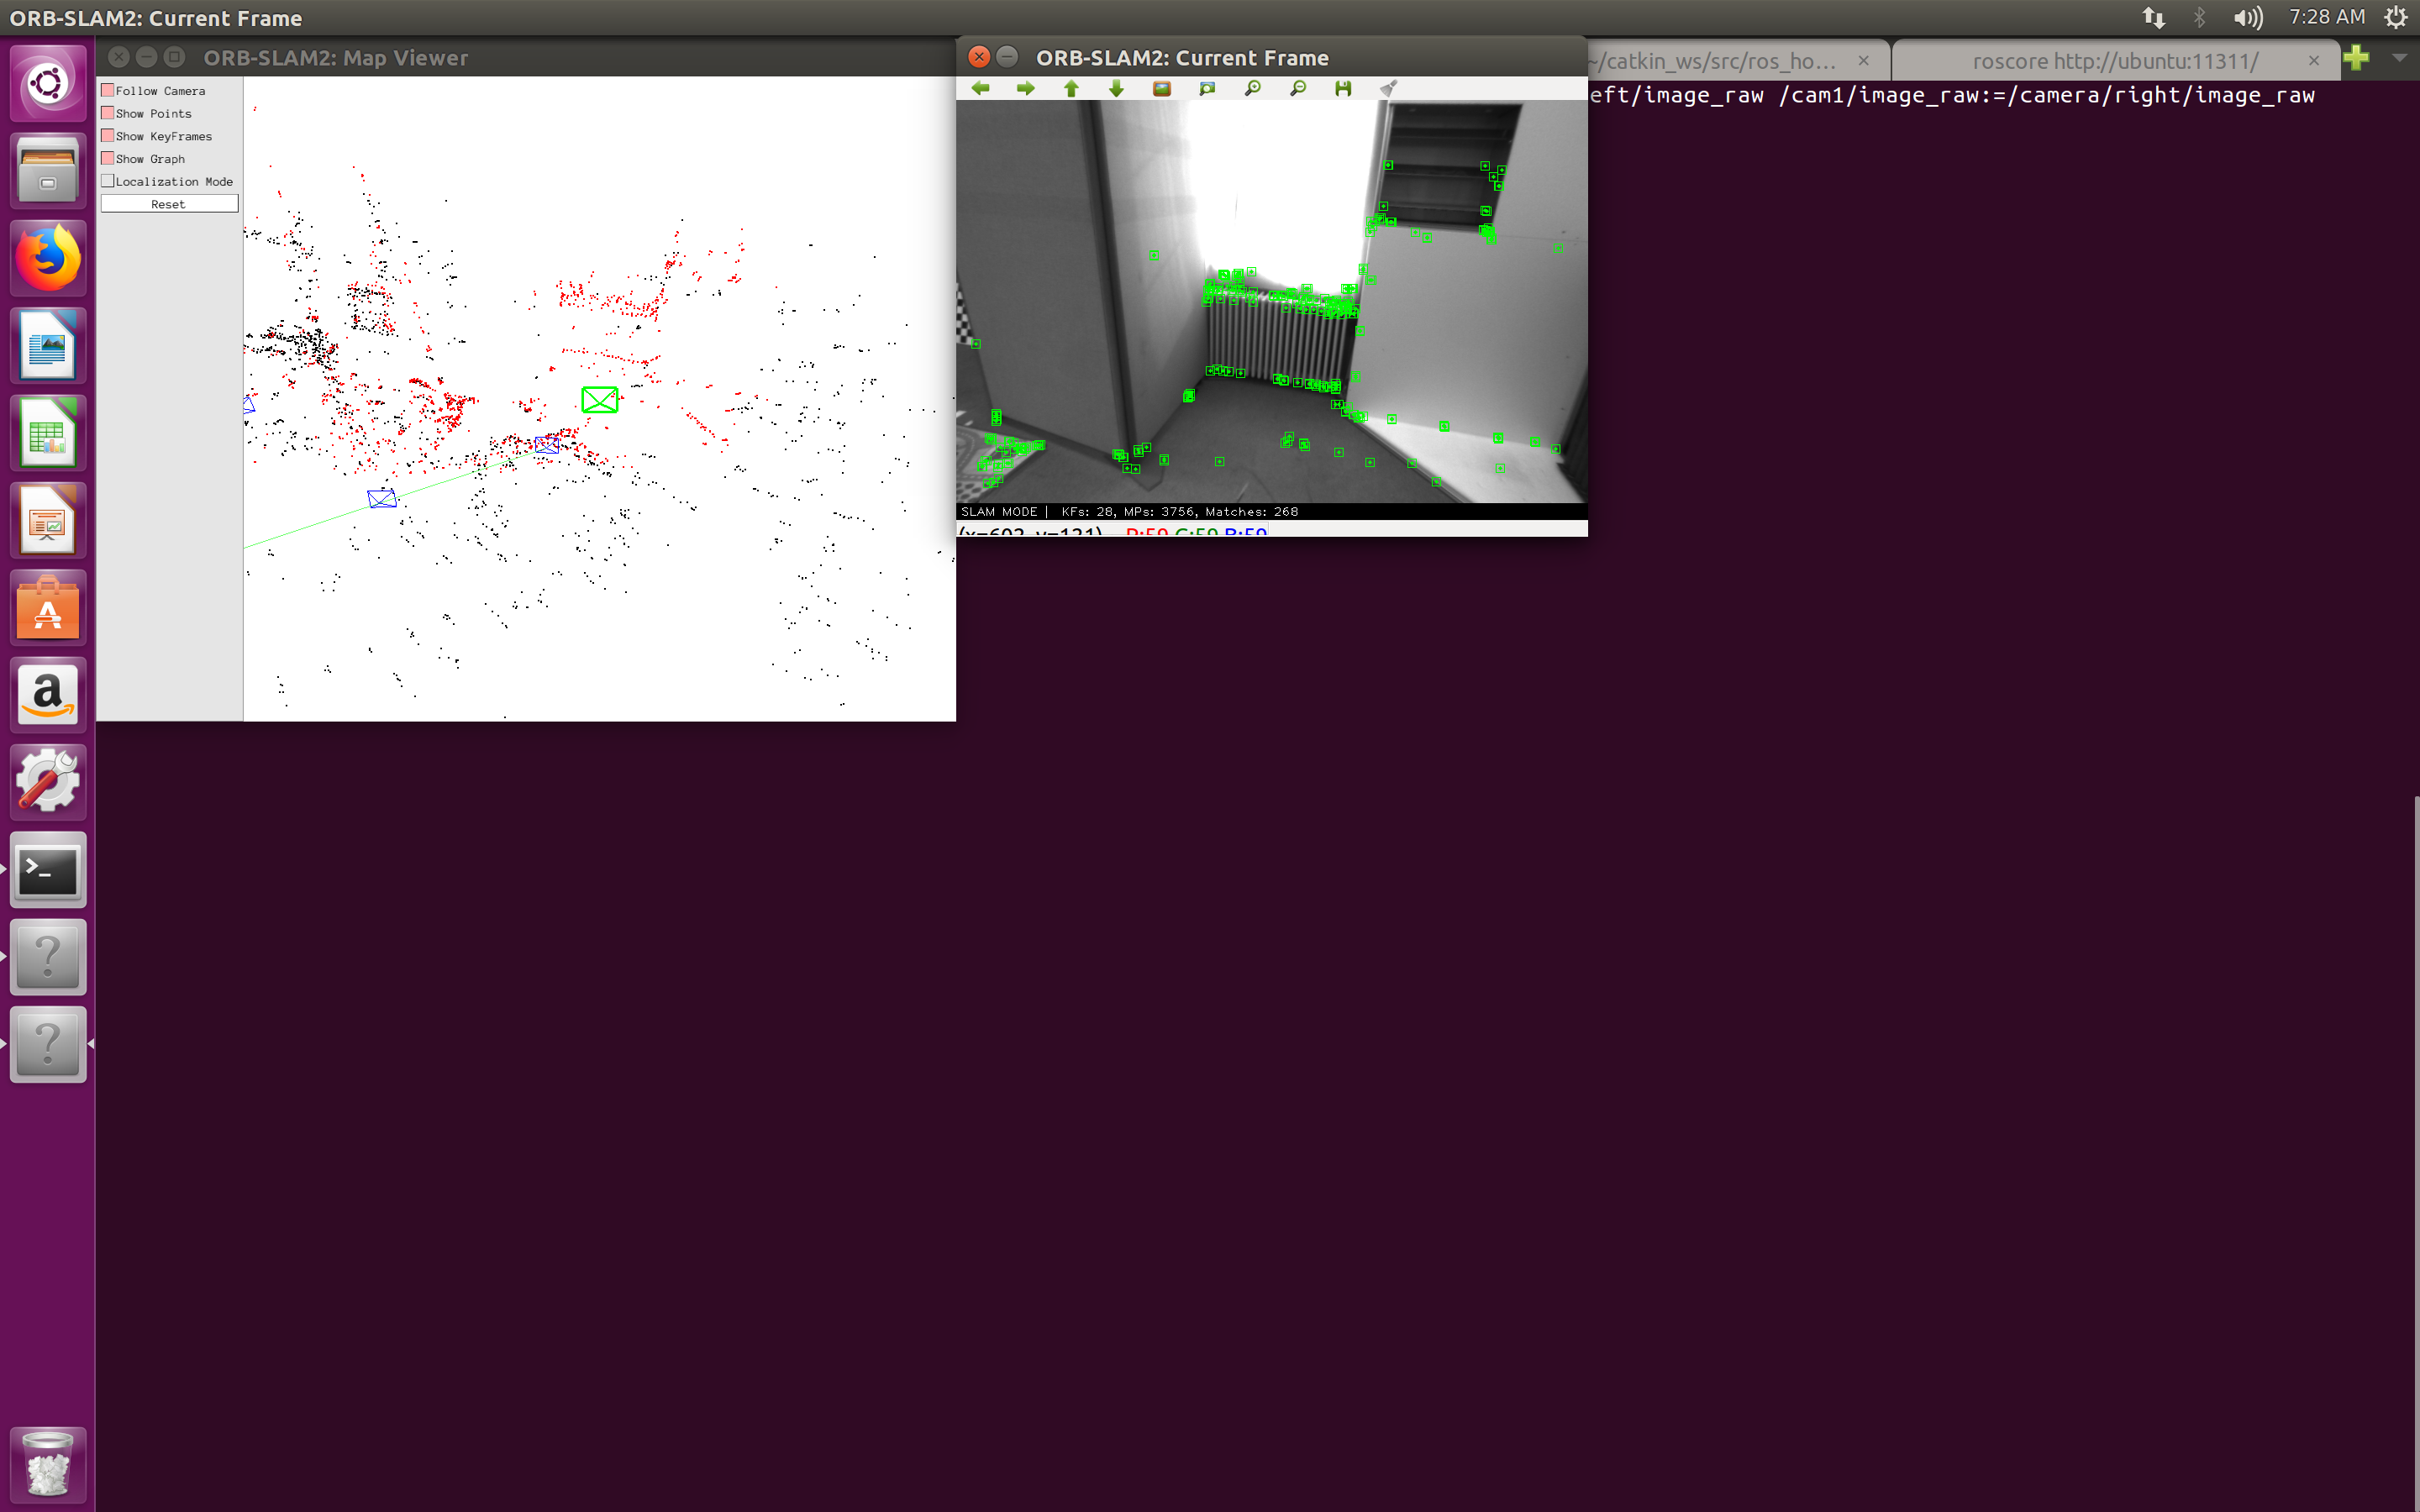 ORB-SLAM2: Current Frame
7:28 AM
ORB-SLAM2: Map Viewer
Follow Camera
Show Points
Show KeyFrames
Show Graph
Localization Mode
Reset
ORB-SLAM2: Current Frame
SLAM MODE | KFs: 28, MPs: 3756, Matches: 268
(x=602, y=121) R:59 G:59 B:59
~/catkin_ws/src/ros_ho...
roscore http://ubuntu:11311/
eft/image_raw /cam1/image_raw:=/camera/right/image_raw